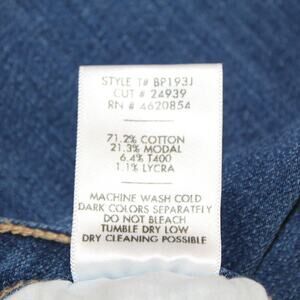 STYLE T# BP193J
CUT # 24939
RN # 4620854
71.2% COTTON
21.3% MODAL
6.4% T400
1.1% LYCRA
MACHINE WASH COLD
DARK COLORS SEPARATELY
DO NOT BLEACH
TUMBLE DRY LOW
DRY CLEANING POSSIBLE